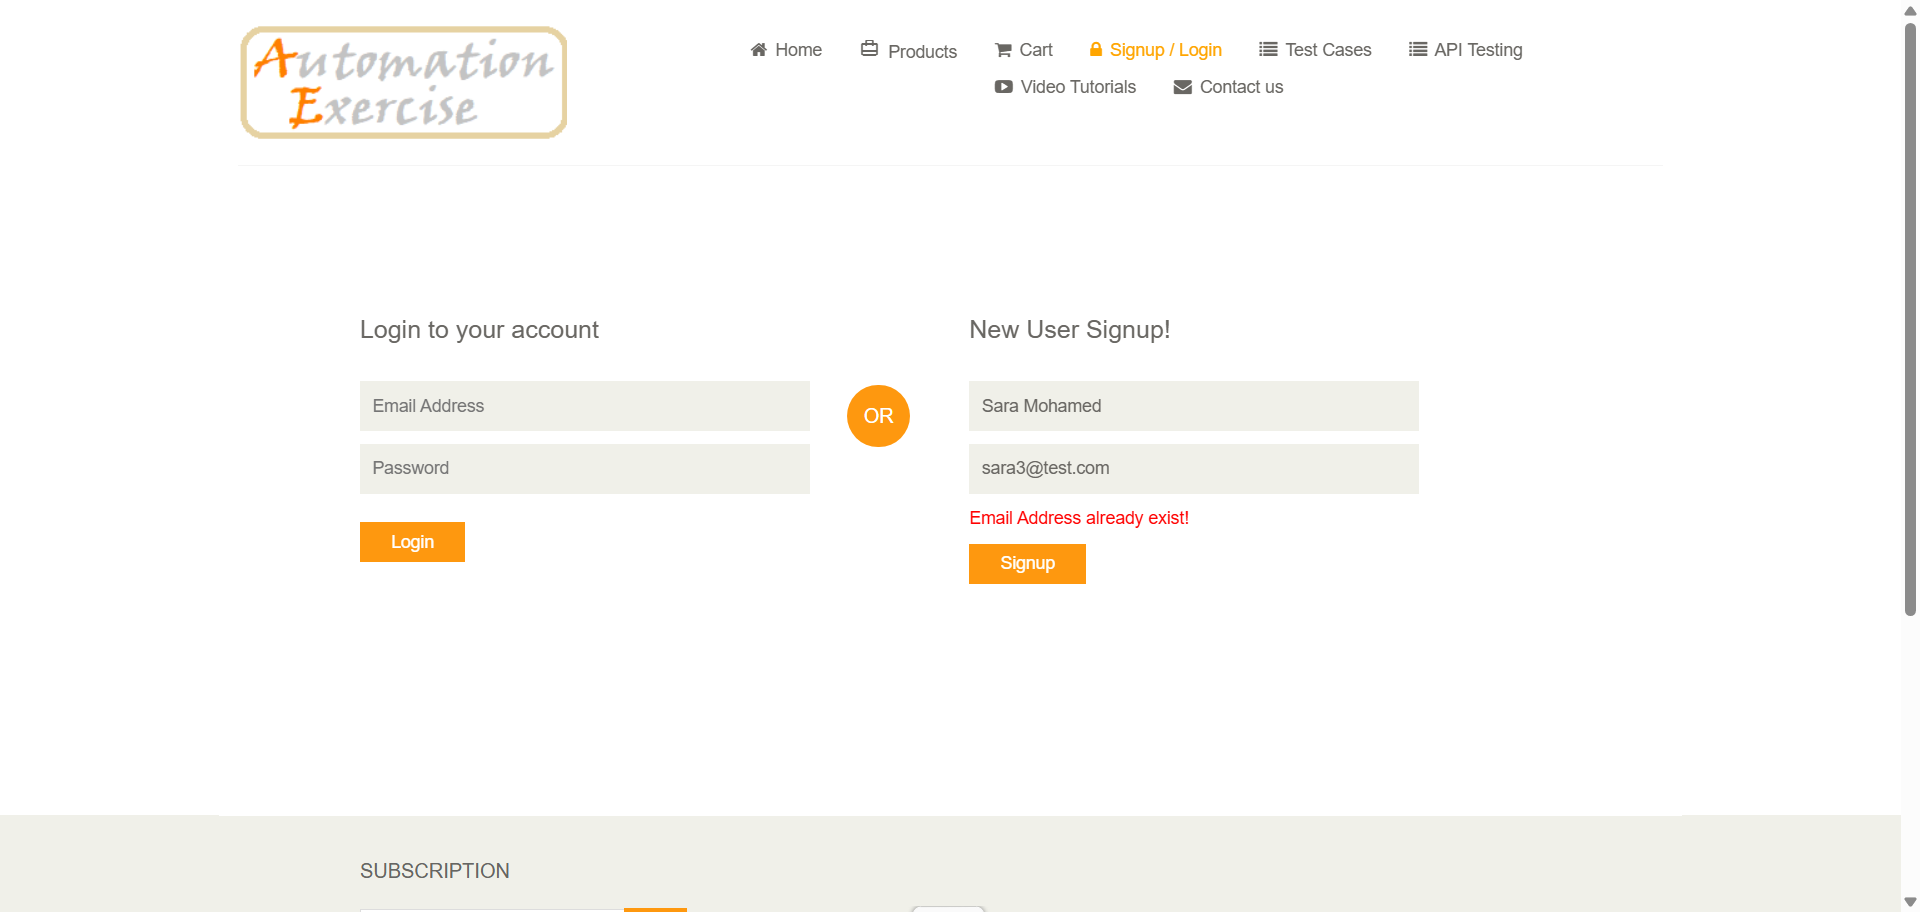 Automation
Exercise
Home
Products
Cart
Signup / Login
Test Cases
API Testing
Video Tutorials
Contact us
Login to your account
Email Address
Password
Login
OR
New User Signup!
Sara Mohamed
sara3@test.com
Email Address already exist!
Signup
SUBSCRIPTION